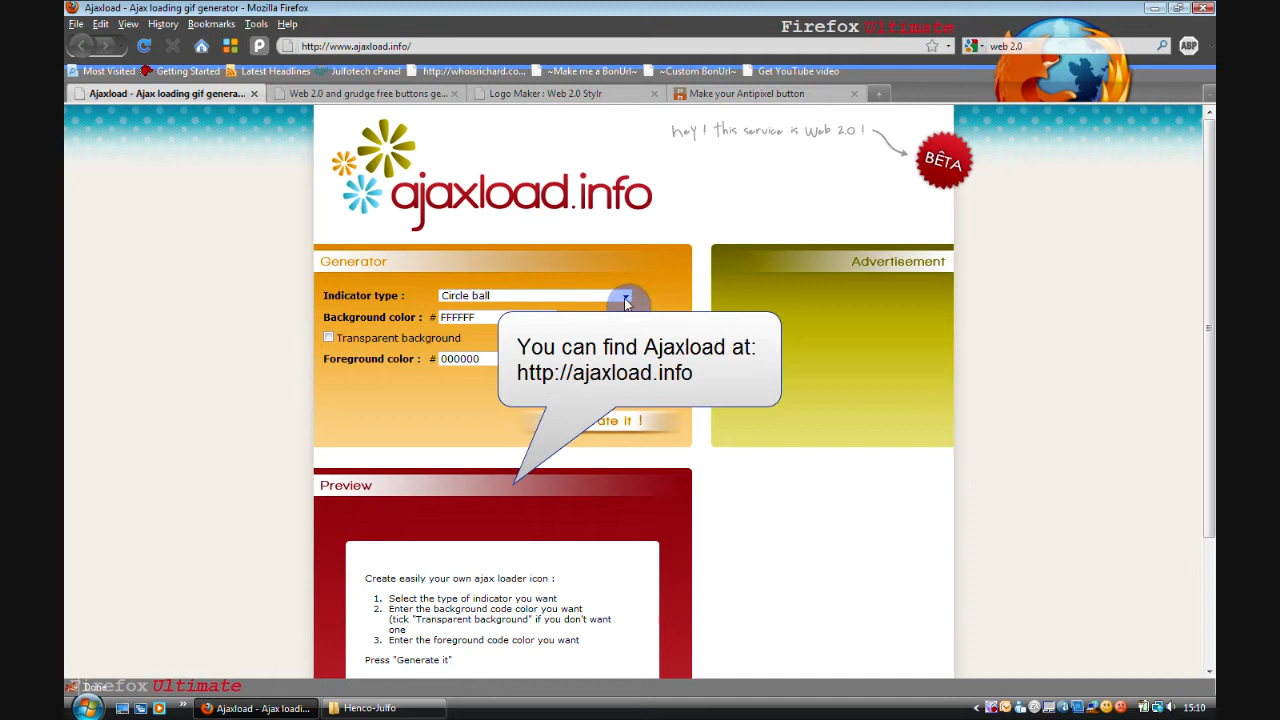 Ajaxload - Ajax loading gif generator - Mozilla Firefox
File Edit View History Bookmarks Tools Help
Firefox Ultimate
http://www.ajaxload.info/
web 2.0
ABP
Most Visited Getting Started Latest Headlines Julfotech cPanel http://whoisrichard.co... ~Make me a BonUrl~ ~Custom BonUrl~ Get YouTube video
Ajaxload - Ajax loading gif genera... Web 2.0 and grudge free buttons ge... Logo Maker : Web 2.0 Stylr Make your Antipixel button
hey ! this service is Web 2.0 !
BÊTA
ajaxload.info
Generator
Advertisement
Indicator type : Circle ball
Background color : # FFFFFF
Transparent background
Foreground color : # 000000
You can find Ajaxload at:
http://ajaxload.info
ate it !
Preview
Create easily your own ajax loader icon :
1. Select the type of indicator you want
2. Enter the background code color you want
(tick "Transparent background" if you don't want
one
3. Enter the foreground code color you want
Press "Generate it"
Done
Firefox Ultimate
Ajaxload - Ajax loadi... Henco-Julfo 15:10